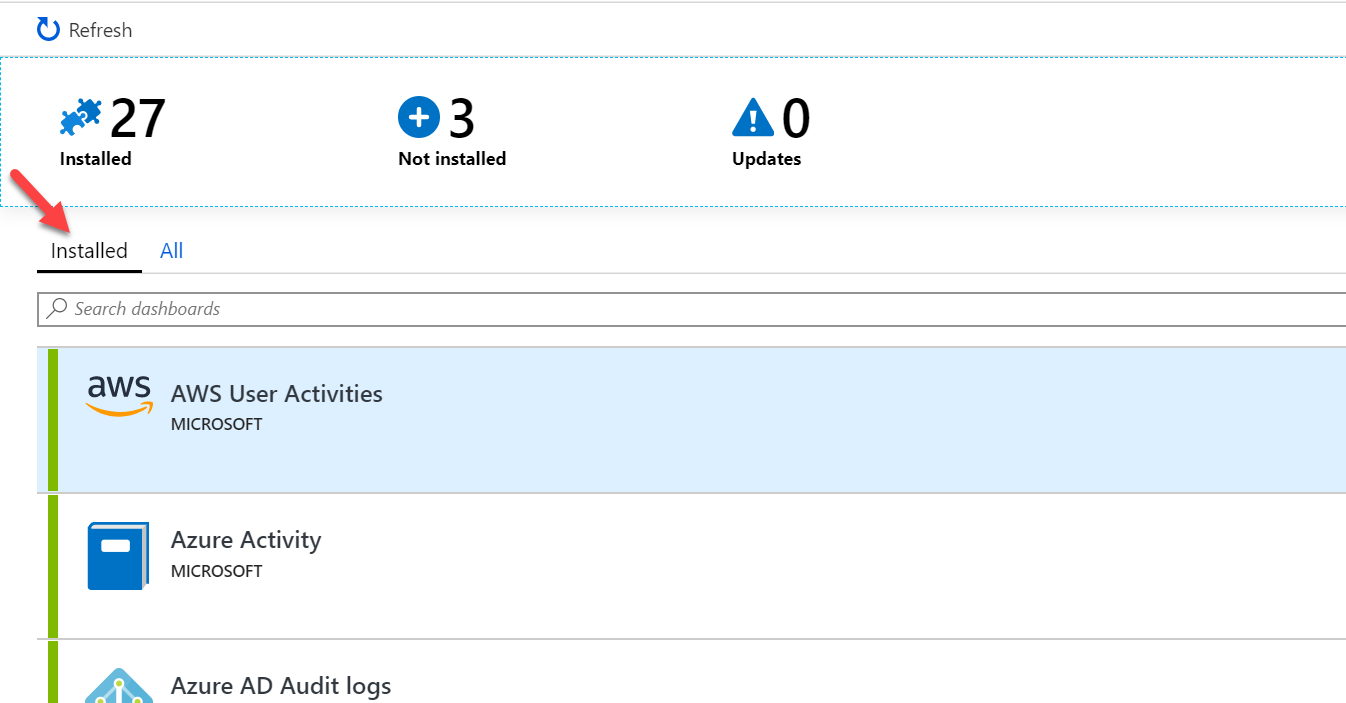 Refresh
27 3 0
Installed Not installed Updates
Installed All
Search dashboards
aws
AWS User Activities
MICROSOFT
Azure Activity
MICROSOFT
Azure AD Audit logs